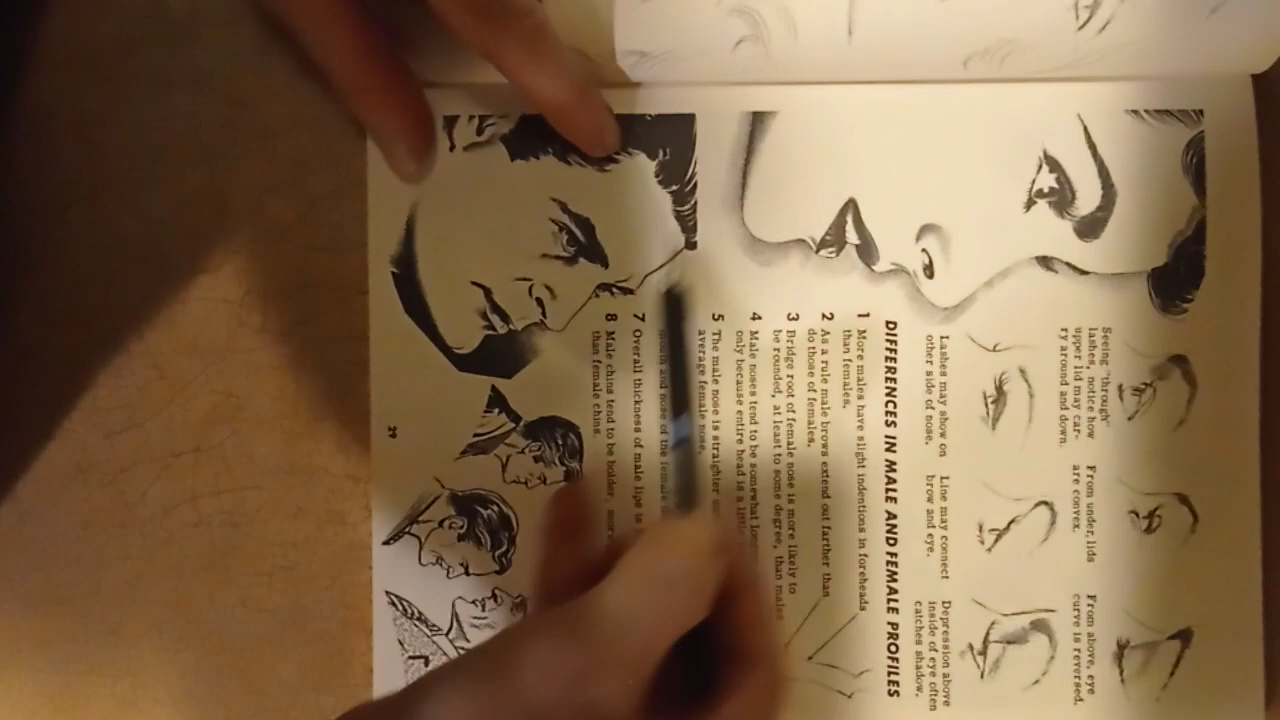 Seeing "through"
lashes, notice how
upper lid may car-
ry around and down.
From under, lids
are convex.
From above, eye
curve is reversed.
Lashes may show on
other side of nose.
Line may connect
brow and eye.
Depression above
inside of eye often
catches shadow.
DIFFERENCES IN MALE AND FEMALE PROFILES
1 More males have slight indentions in foreheads
than females.
2 As a rule male brows extend out farther than
do those of females.
3 Bridge root of female nose is more likely to
be rounded, at least to some degree, than males
4 Male noses tend to be somewhat
only because entire head is a
5 The male nose is straighter
average female nose.
mouth and nose of the female
7 Overall thickness of male lips is
8 Male chins tend to be bolder, more
than female chins.
29